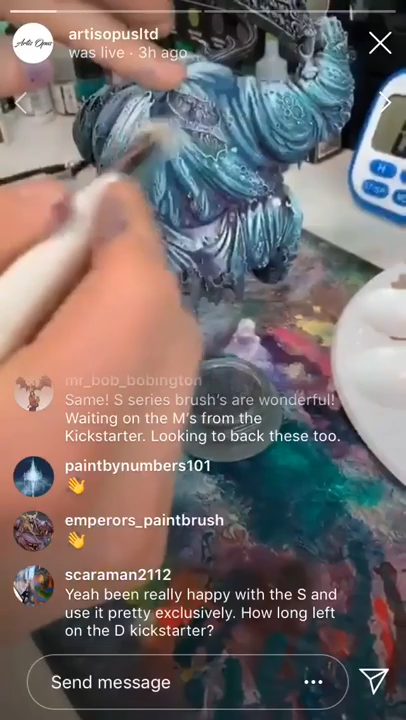 artisopusltd
Artis Opus
was live · 3h ago
H
mr_bob_bobington
Same! S series brush's are wonderful!
Waiting on the M's from the
Kickstarter. Looking to back these too.
paintbynumbers101
👋
emperors_paintbrush
👋
scaraman2112
Yeah been really happy with the S and
use it pretty exclusively. How long left
on the D kickstarter?
Send message